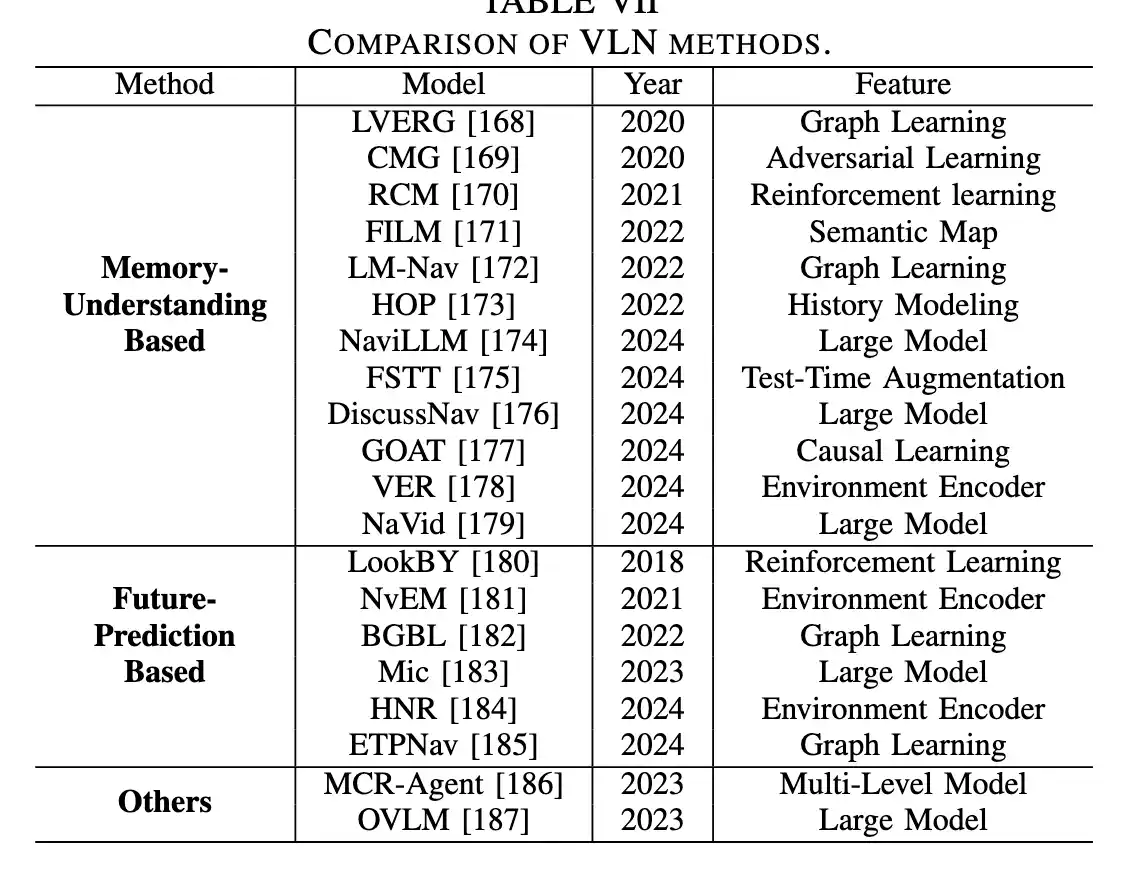 TABLE VII
COMPARISON OF VLN METHODS.
Method Model Year Feature
Memory-Understanding Based
LVERG [168] 2020 Graph Learning
CMG [169] 2020 Adversarial Learning
RCM [170] 2021 Reinforcement learning
FILM [171] 2022 Semantic Map
LM-Nav [172] 2022 Graph Learning
HOP [173] 2022 History Modeling
NaviLLM [174] 2024 Large Model
FSTT [175] 2024 Test-Time Augmentation
DiscussNav [176] 2024 Large Model
GOAT [177] 2024 Causal Learning
VER [178] 2024 Environment Encoder
NaVid [179] 2024 Large Model
Future-Prediction Based
LookBY [180] 2018 Reinforcement Learning
NvEM [181] 2021 Environment Encoder
BGBL [182] 2022 Graph Learning
Mic [183] 2023 Large Model
HNR [184] 2024 Environment Encoder
ETPNav [185] 2024 Graph Learning
Others
MCR-Agent [186] 2023 Multi-Level Model
OVLM [187] 2023 Large Model